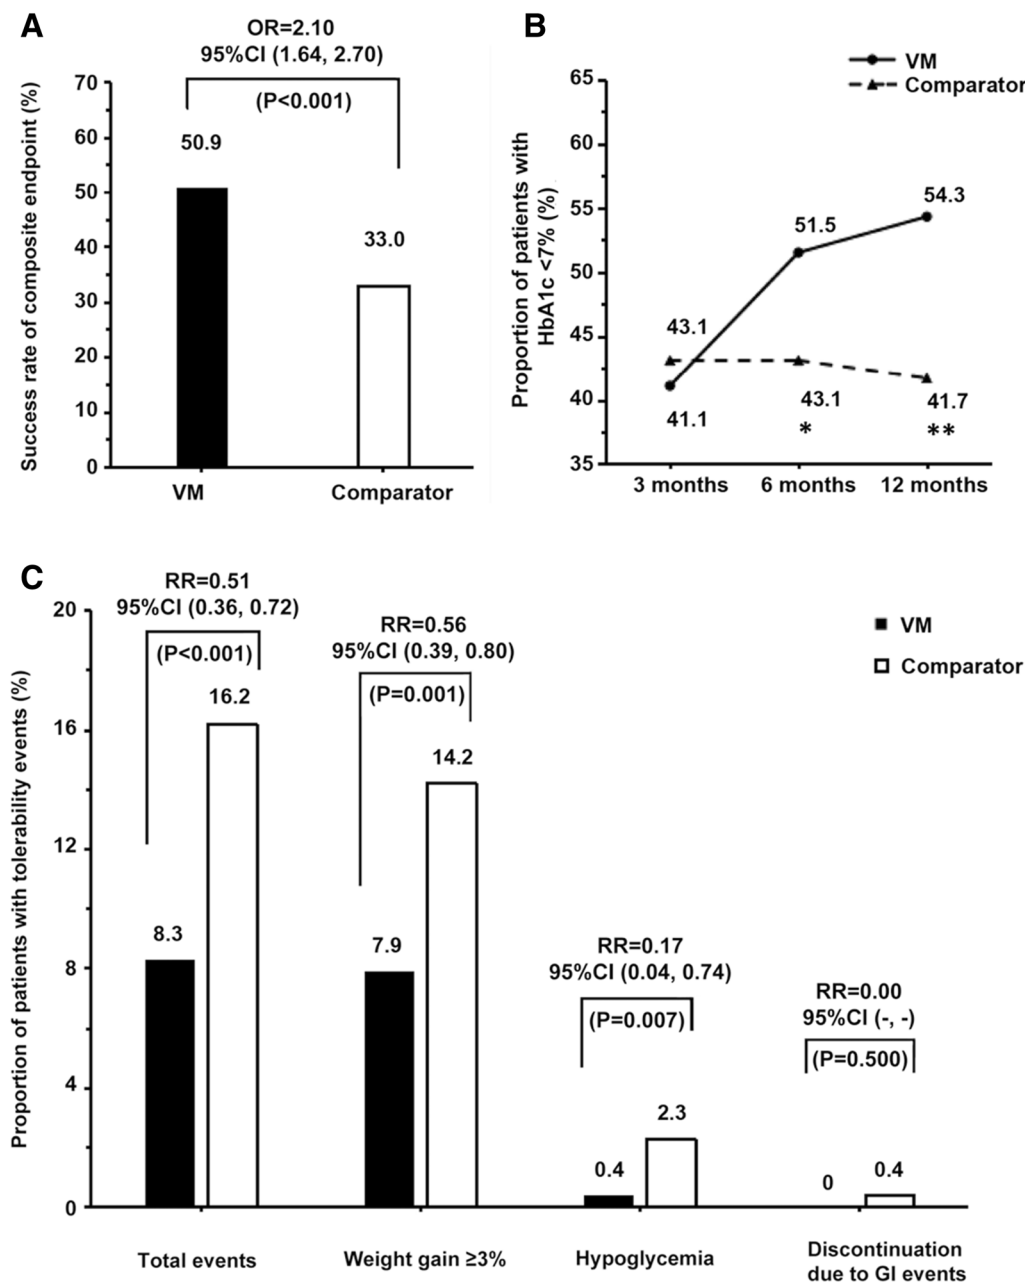 A
OR=2.10
95%CI (1.64, 2.70)
(P<0.001)
Success rate of composite endpoint (%)
70
60
50
40
30
20
10
0
50.9
33.0
VM
Comparator
B
VM
Comparator
Proportion of patients with
HbA1c <7% (%)
65
60
55
50
45
40
35
43.1
41.1
51.5
43.1
*
54.3
41.7
**
3 months
6 months
12 months
C
VM
Comparator
Proportion of patients with tolerability events (%)
20
16
12
8
4
0
RR=0.51
95%CI (0.36, 0.72)
(P<0.001)
8.3
16.2
RR=0.56
95%CI (0.39, 0.80)
(P=0.001)
7.9
14.2
RR=0.17
95%CI (0.04, 0.74)
(P=0.007)
0.4
2.3
RR=0.00
95%CI (-, -)
(P=0.500)
0
0.4
Total events
Weight gain ≥3%
Hypoglycemia
Discontinuation
due to GI events